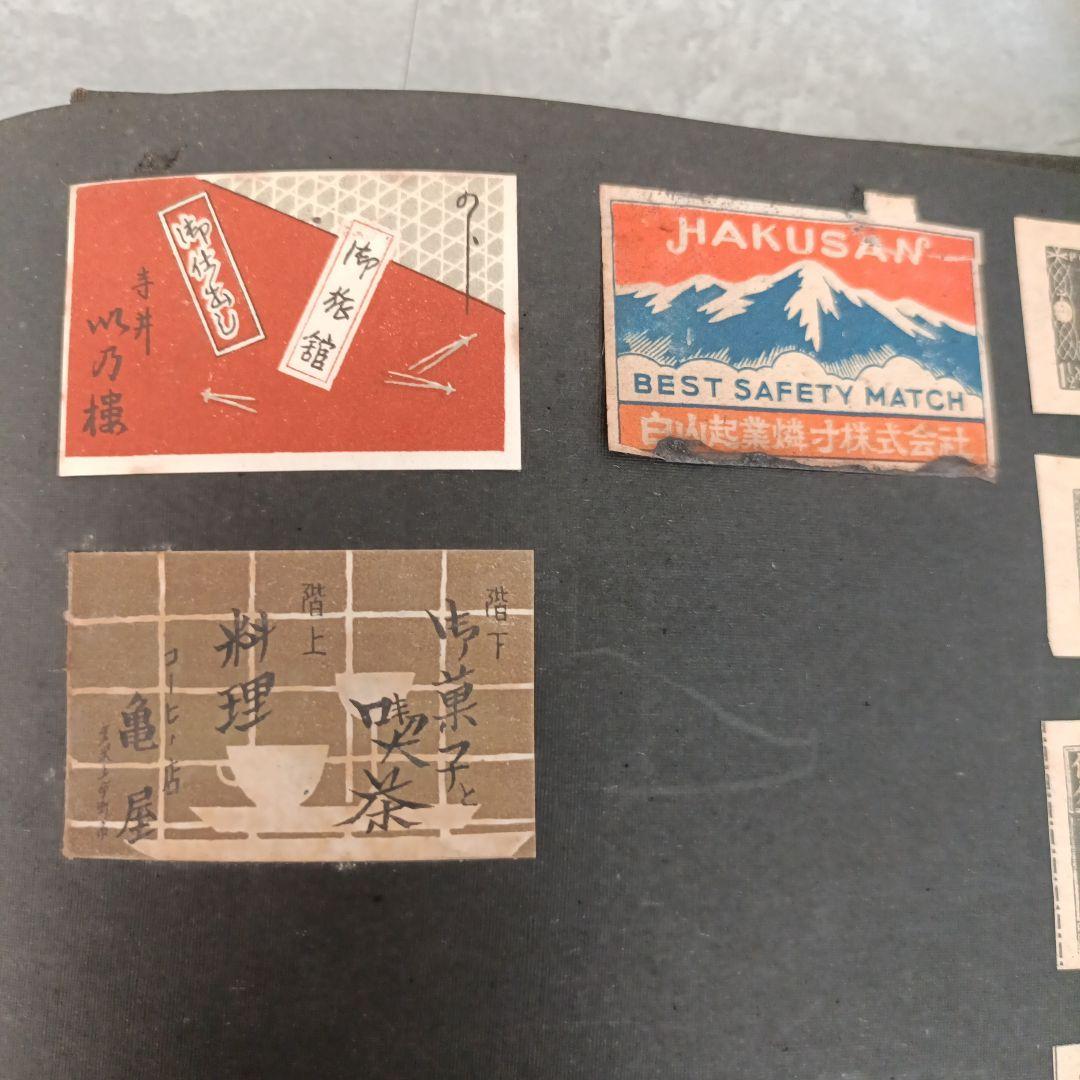 御仕出し
御旅舘
寺井
以乃樓
HAKUSAN
BEST SAFETY MATCH
白山起業燐寸株式会社
階下
御菓子と
喫茶
階上
料理
コーヒー店
亀屋